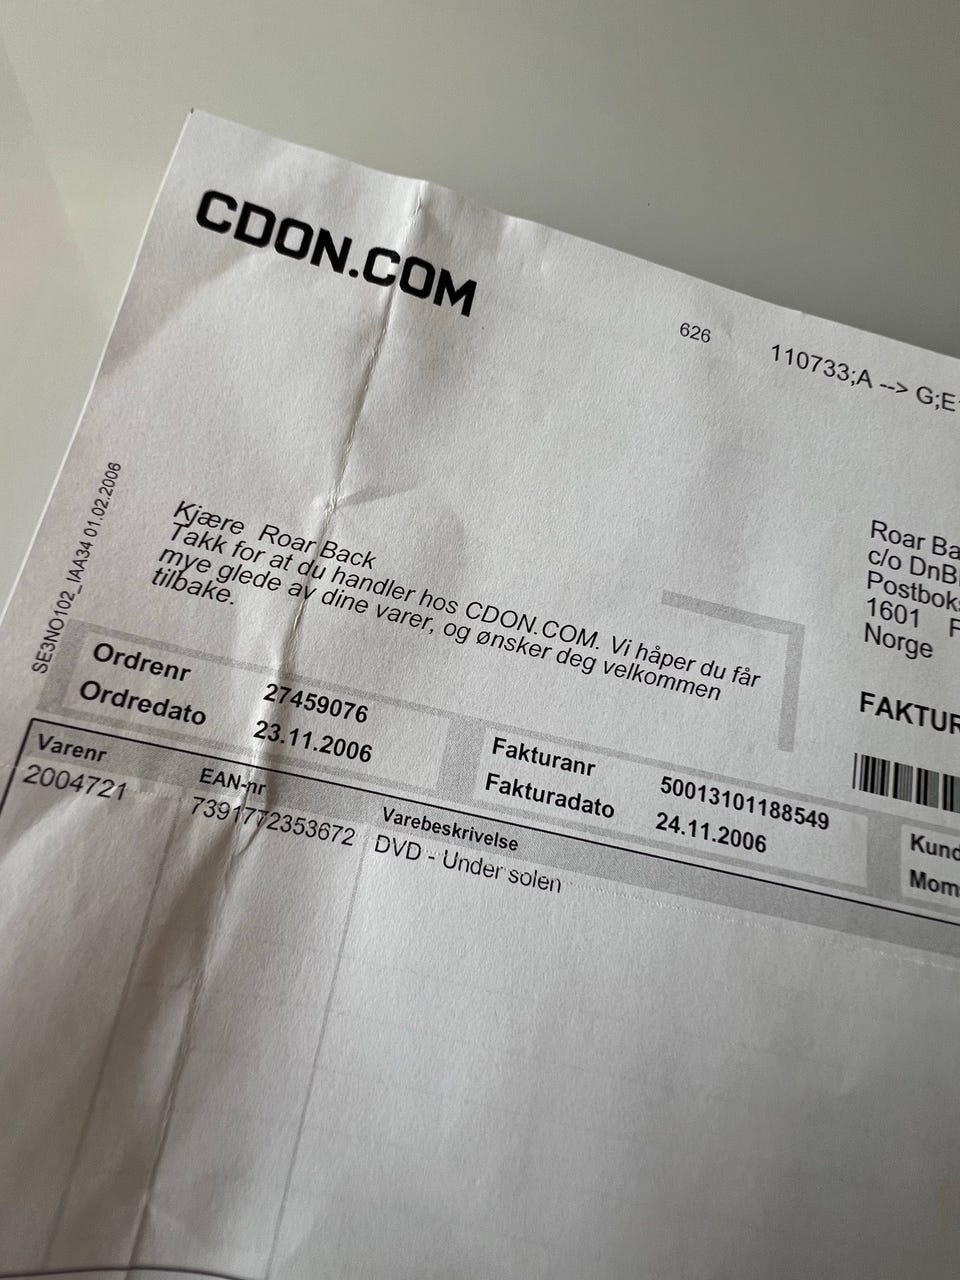 CDON.COM
626
110733;A --> G;E
SE3NO102_IAA34 01.02.2006
Kjære Roar Back
Takk for at du handler hos CDON.COM. Vi håper du får
mye glede av dine varer, og ønsker deg velkommen
tilbake.
Roar Ba
c/o DnB
Postbok
1601 F
Norge
FAKTUR
Ordrenr 27459076
Ordredato 23.11.2006
Fakturanr 50013101188549
Fakturadato 24.11.2006
Kund
Mom
Varenr EAN-nr Varebeskrivelse
2004721 7391772353672 DVD - Under solen